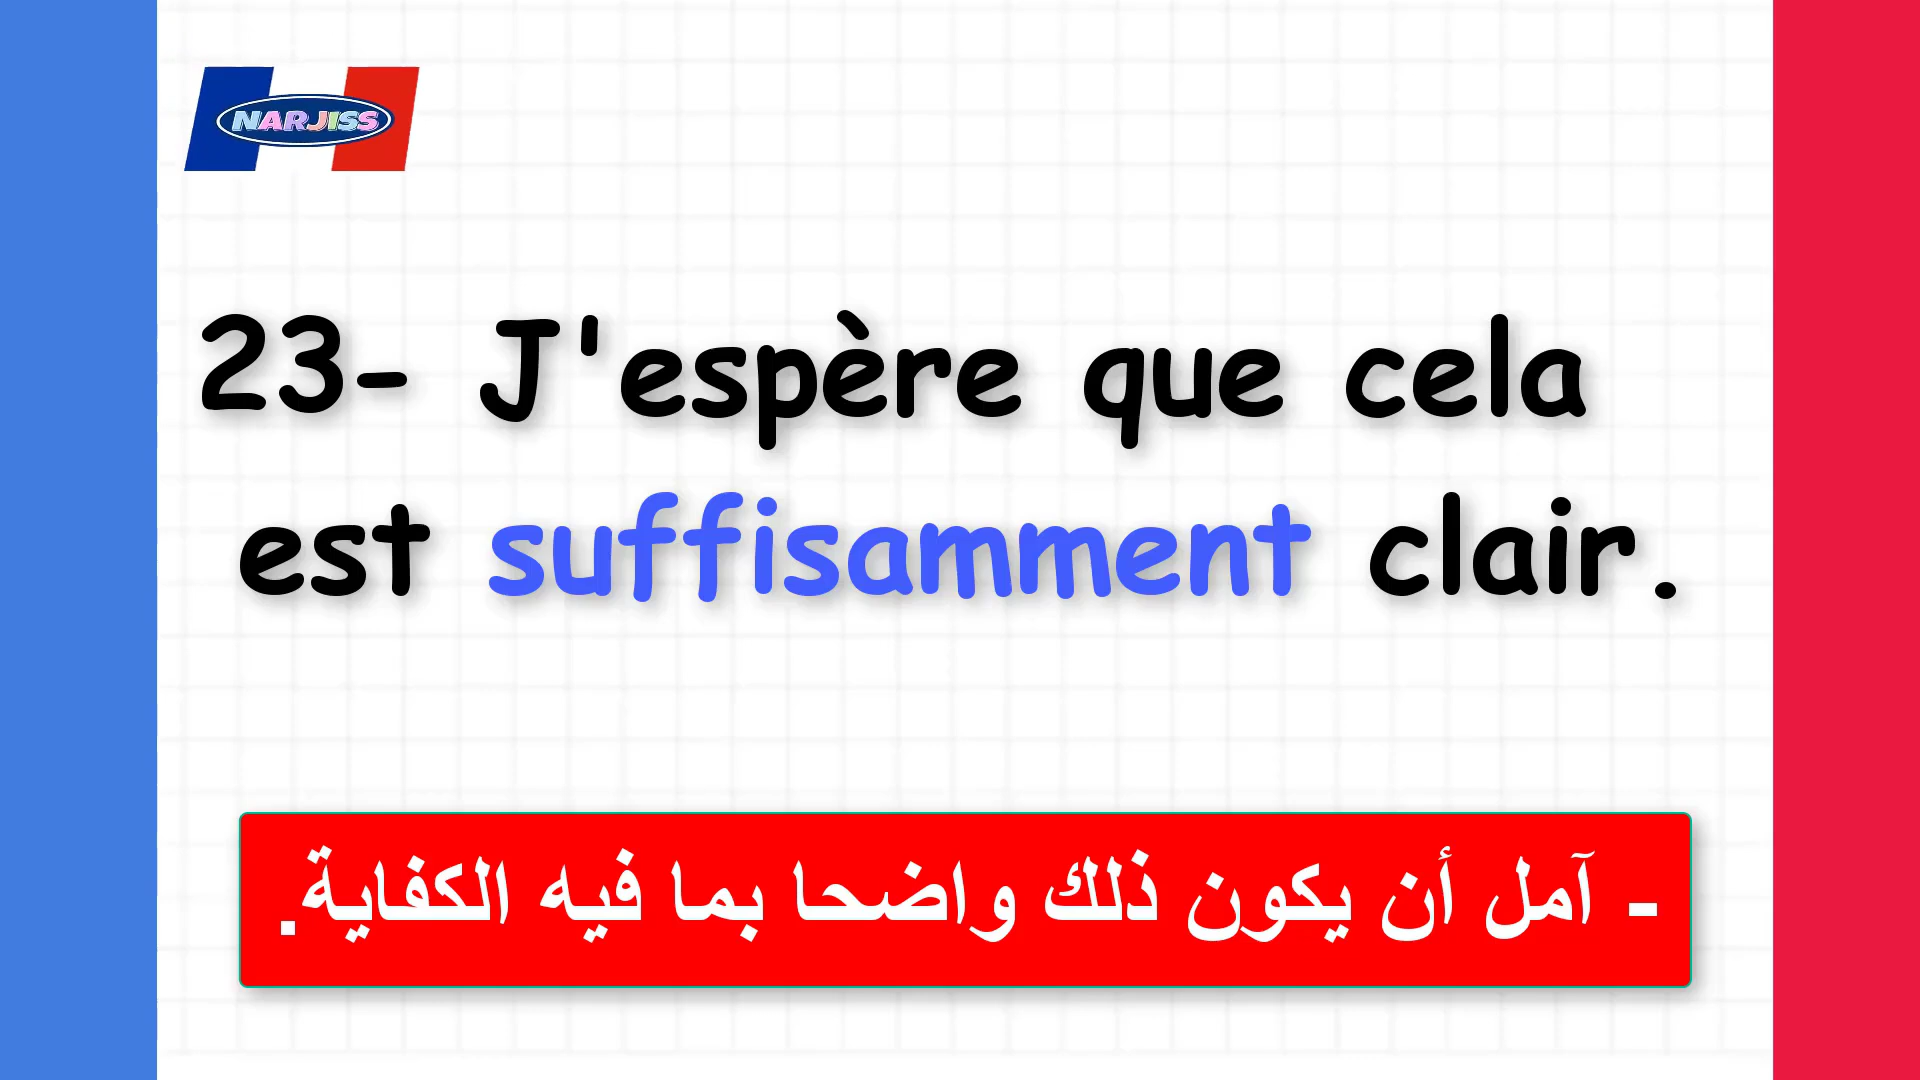 NARJISS
23- J'espère que cela
est suffisamment clair.
- آمل أن يكون ذلك واضحا بما فيه الكفاية.